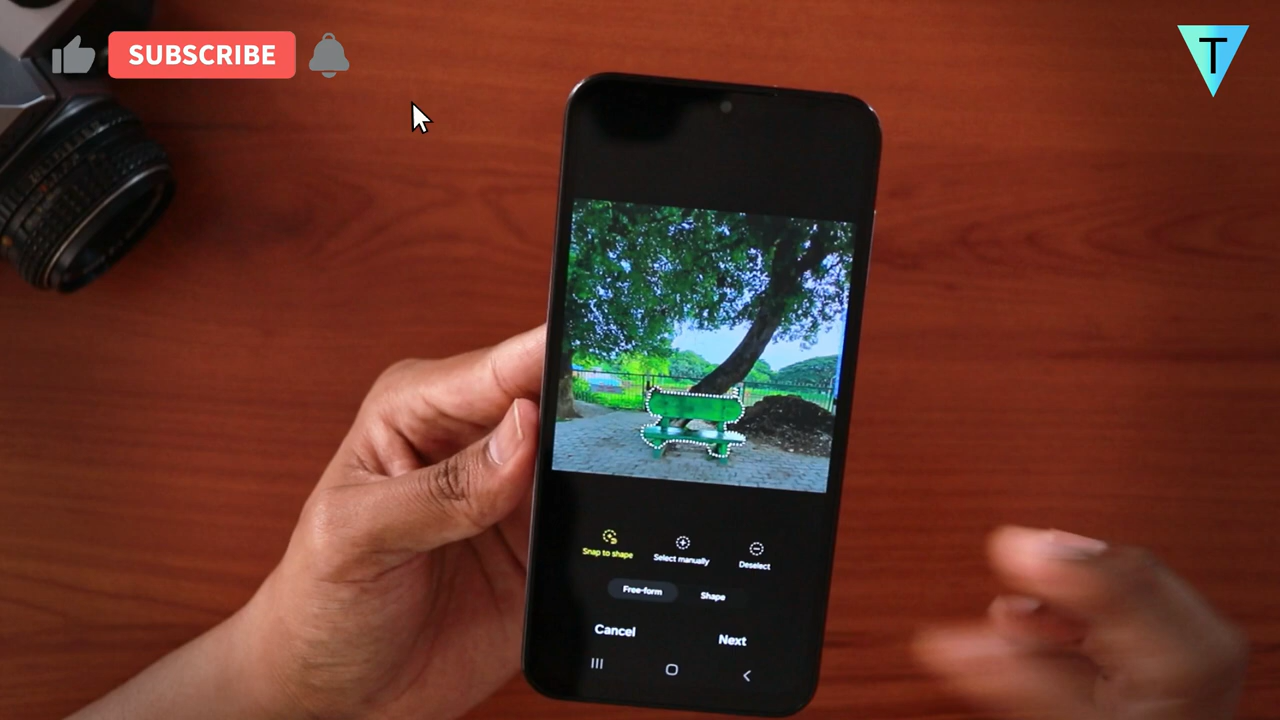 SUBSCRIBE
T
Snap to shape
Select manually
Deselect
Free-form
Shape
Cancel
Next